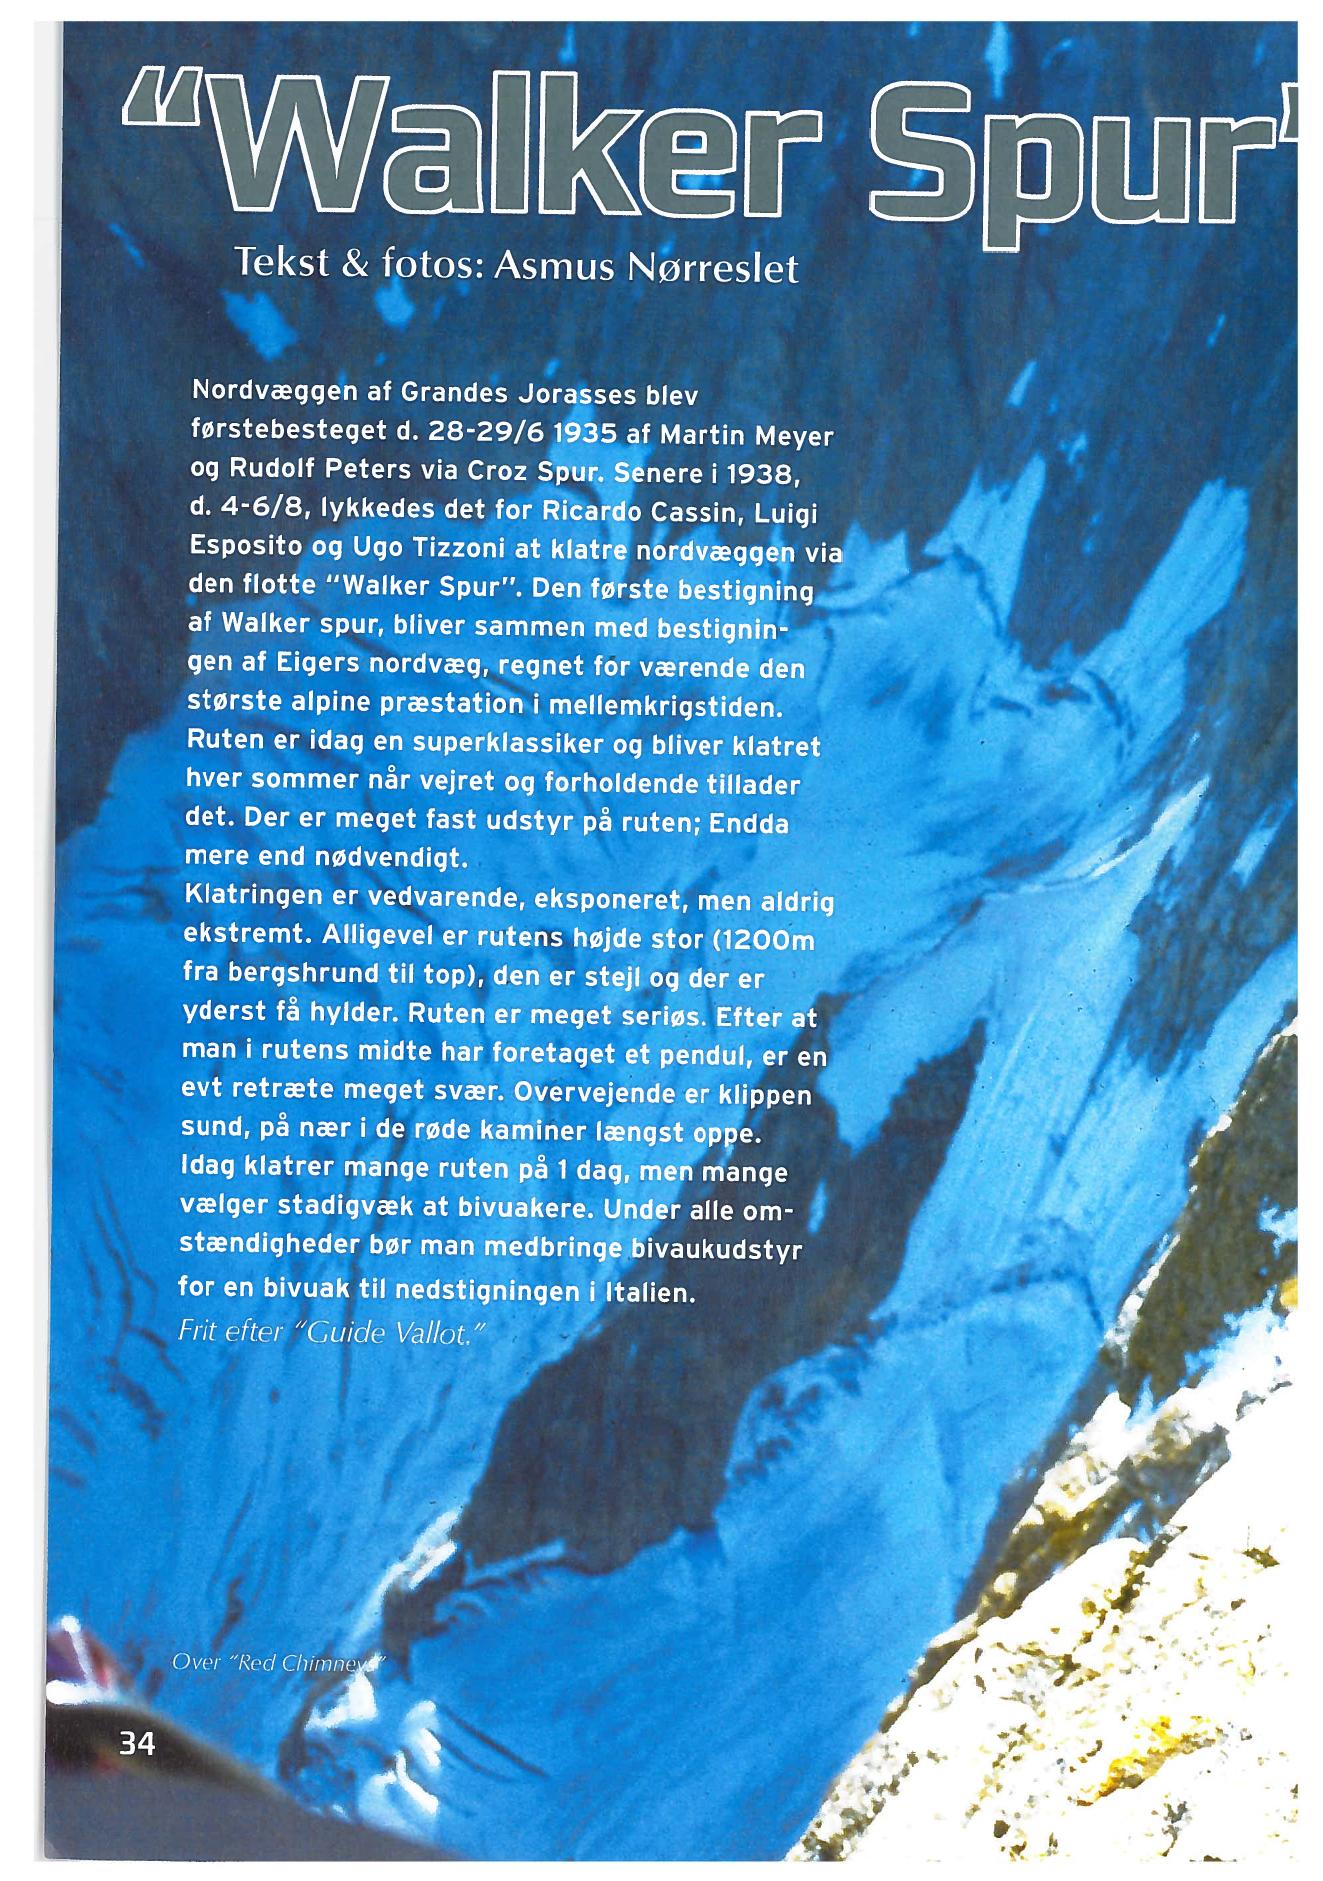 "Walker Spur"
Tekst & fotos: Asmus Nørreslet
Nordvæggen af Grandes Jorasses blev
førstebesteget d. 28-29/6 1935 af Martin Meyer
og Rudolf Peters via Croz Spur. Senere i 1938,
d. 4-6/8, lykkedes det for Ricardo Cassin, Luigi
Esposito og Ugo Tizzoni at klatre nordvæggen via
den flotte "Walker Spur". Den første bestigning
af Walker spur, bliver sammen med bestignin-
gen af Eigers nordvæg, regnet for værende den
største alpine præstation i mellemkrigstiden.
Ruten er idag en superklassiker og bliver klatret
hver sommer når vejret og forholdende tillader
det. Der er meget fast udstyr på ruten; Endda
mere end nødvendigt.
Klatringen er vedvarende, eksponeret, men aldrig
ekstremt. Alligevel er rutens højde stor (1200m
fra bergshrund til top), den er stejl og der er
yderst få hylder. Ruten er meget seriøs. Efter at
man i rutens midte har foretaget et pendul, er en
evt retræte meget svær. Overvejende er klippen
sund, på nær i de røde kaminer længst oppe.
Idag klatrer mange ruten på 1 dag, men mange
vælger stadigvæk at bivuakere. Under alle om-
stændigheder bør man medbringe bivaukudstyr
for en bivuak til nedstigningen i Italien.
Frit efter "Guide Vallot."
Over "Red Chimneys"
34